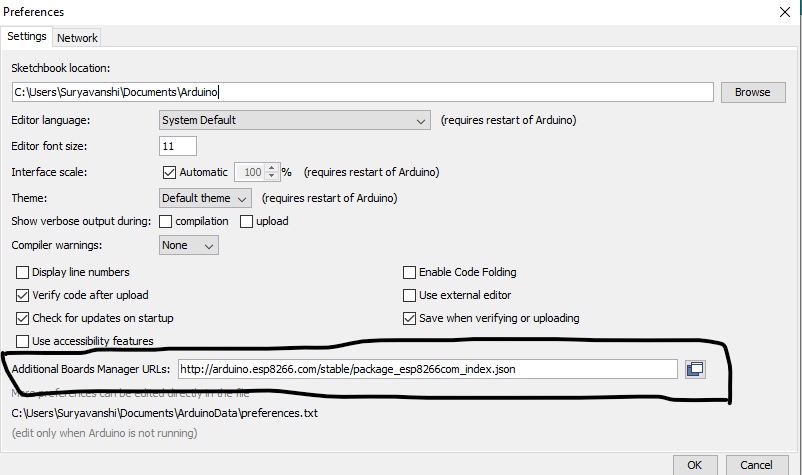 Preferences
Settings Network
Sketchbook location:
C:\Users\Suryavanshi\Documents\Arduino Browse
Editor language: System Default (requires restart of Arduino)
Editor font size: 11
Interface scale: Automatic 100 % (requires restart of Arduino)
Theme: Default theme (requires restart of Arduino)
Show verbose output during: compilation upload
Compiler warnings: None
Display line numbers Enable Code Folding
Verify code after upload Use external editor
Check for updates on startup Save when verifying or uploading
Use accessibility features
Additional Boards Manager URLs: http://arduino.esp8266.com/stable/package_esp8266com_index.json
More preferences can be edited directly in the file
C:\Users\Suryavanshi\Documents\ArduinoData\preferences.txt
(edit only when Arduino is not running)
OK Cancel